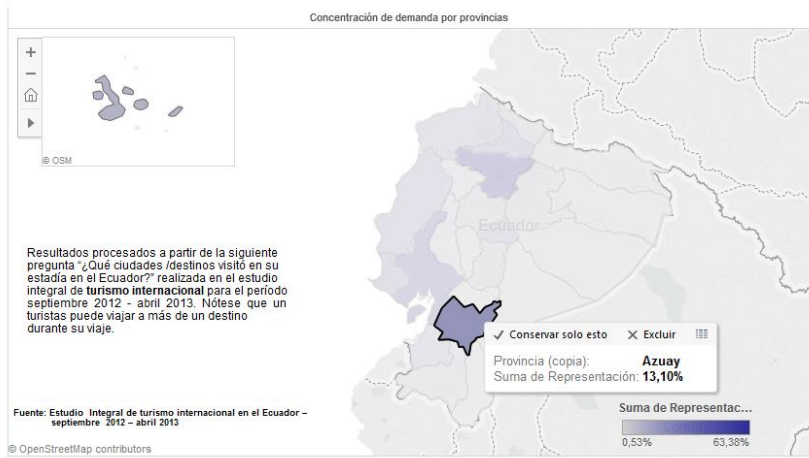 Concentración de demanda por provincias
+
−
© OSM
Ecuador
Resultados procesados a partir de la siguiente
pregunta "¿Qué ciudades /destinos visitó en su
estadía en el Ecuador?" realizada en el estudio
integral de turismo internacional para el período
septiembre 2012 - abril 2013. Nótese que un
turistas puede viajar a más de un destino
durante su viaje.
✓ Conservar solo esto × Excluir
Provincia (copia): Azuay
Suma de Representación: 13,10%
Fuente: Estudio Integral de turismo internacional en el Ecuador –
septiembre 2012 – abril 2013
Suma de Representac...
Loreto
0,53% 63,38%
© OpenStreetMap contributors